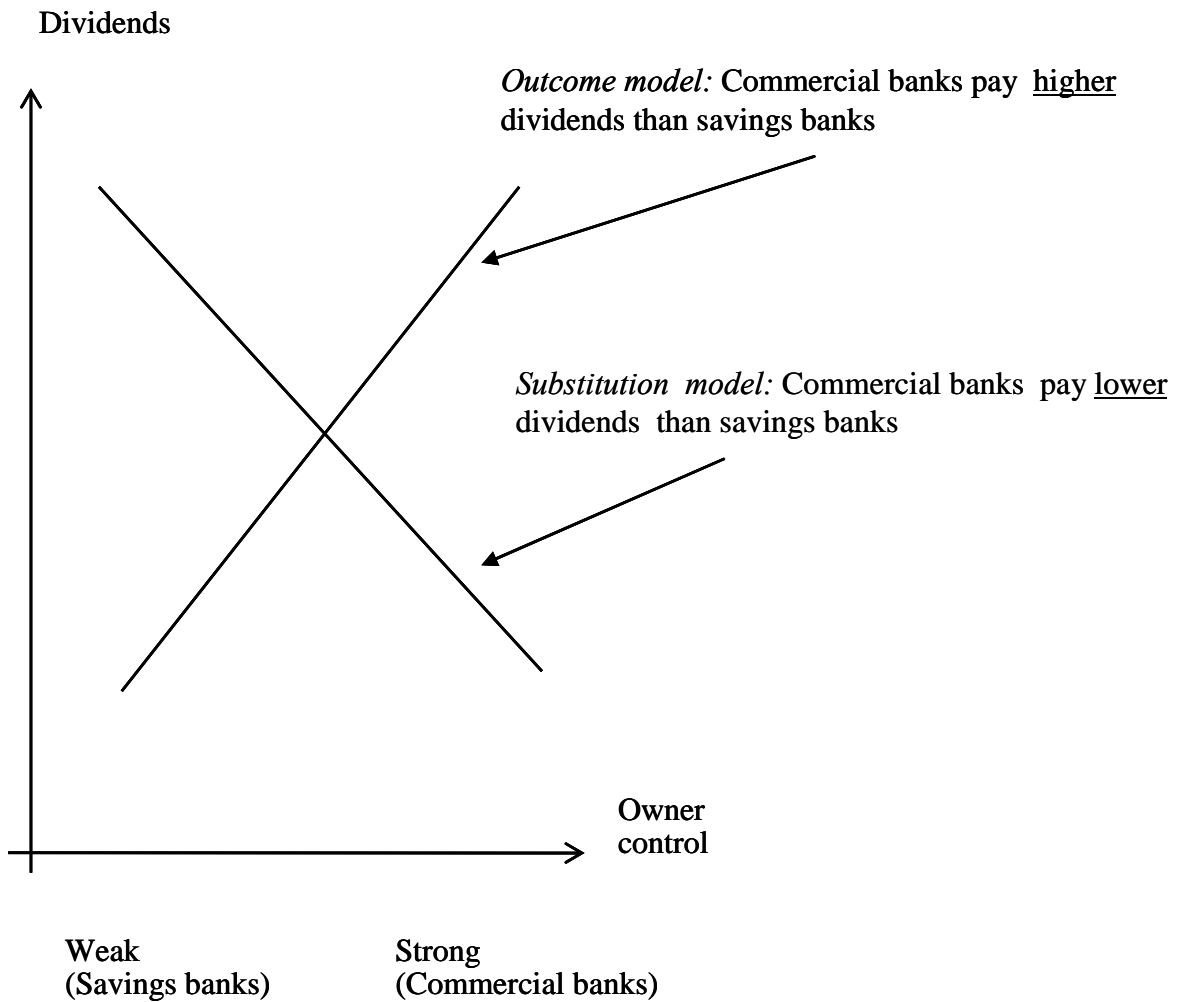 Dividends
Outcome model: Commercial banks pay higher
dividends than savings banks
Substitution model: Commercial banks pay lower
dividends than savings banks
Owner
control
Weak
(Savings banks)
Strong
(Commercial banks)